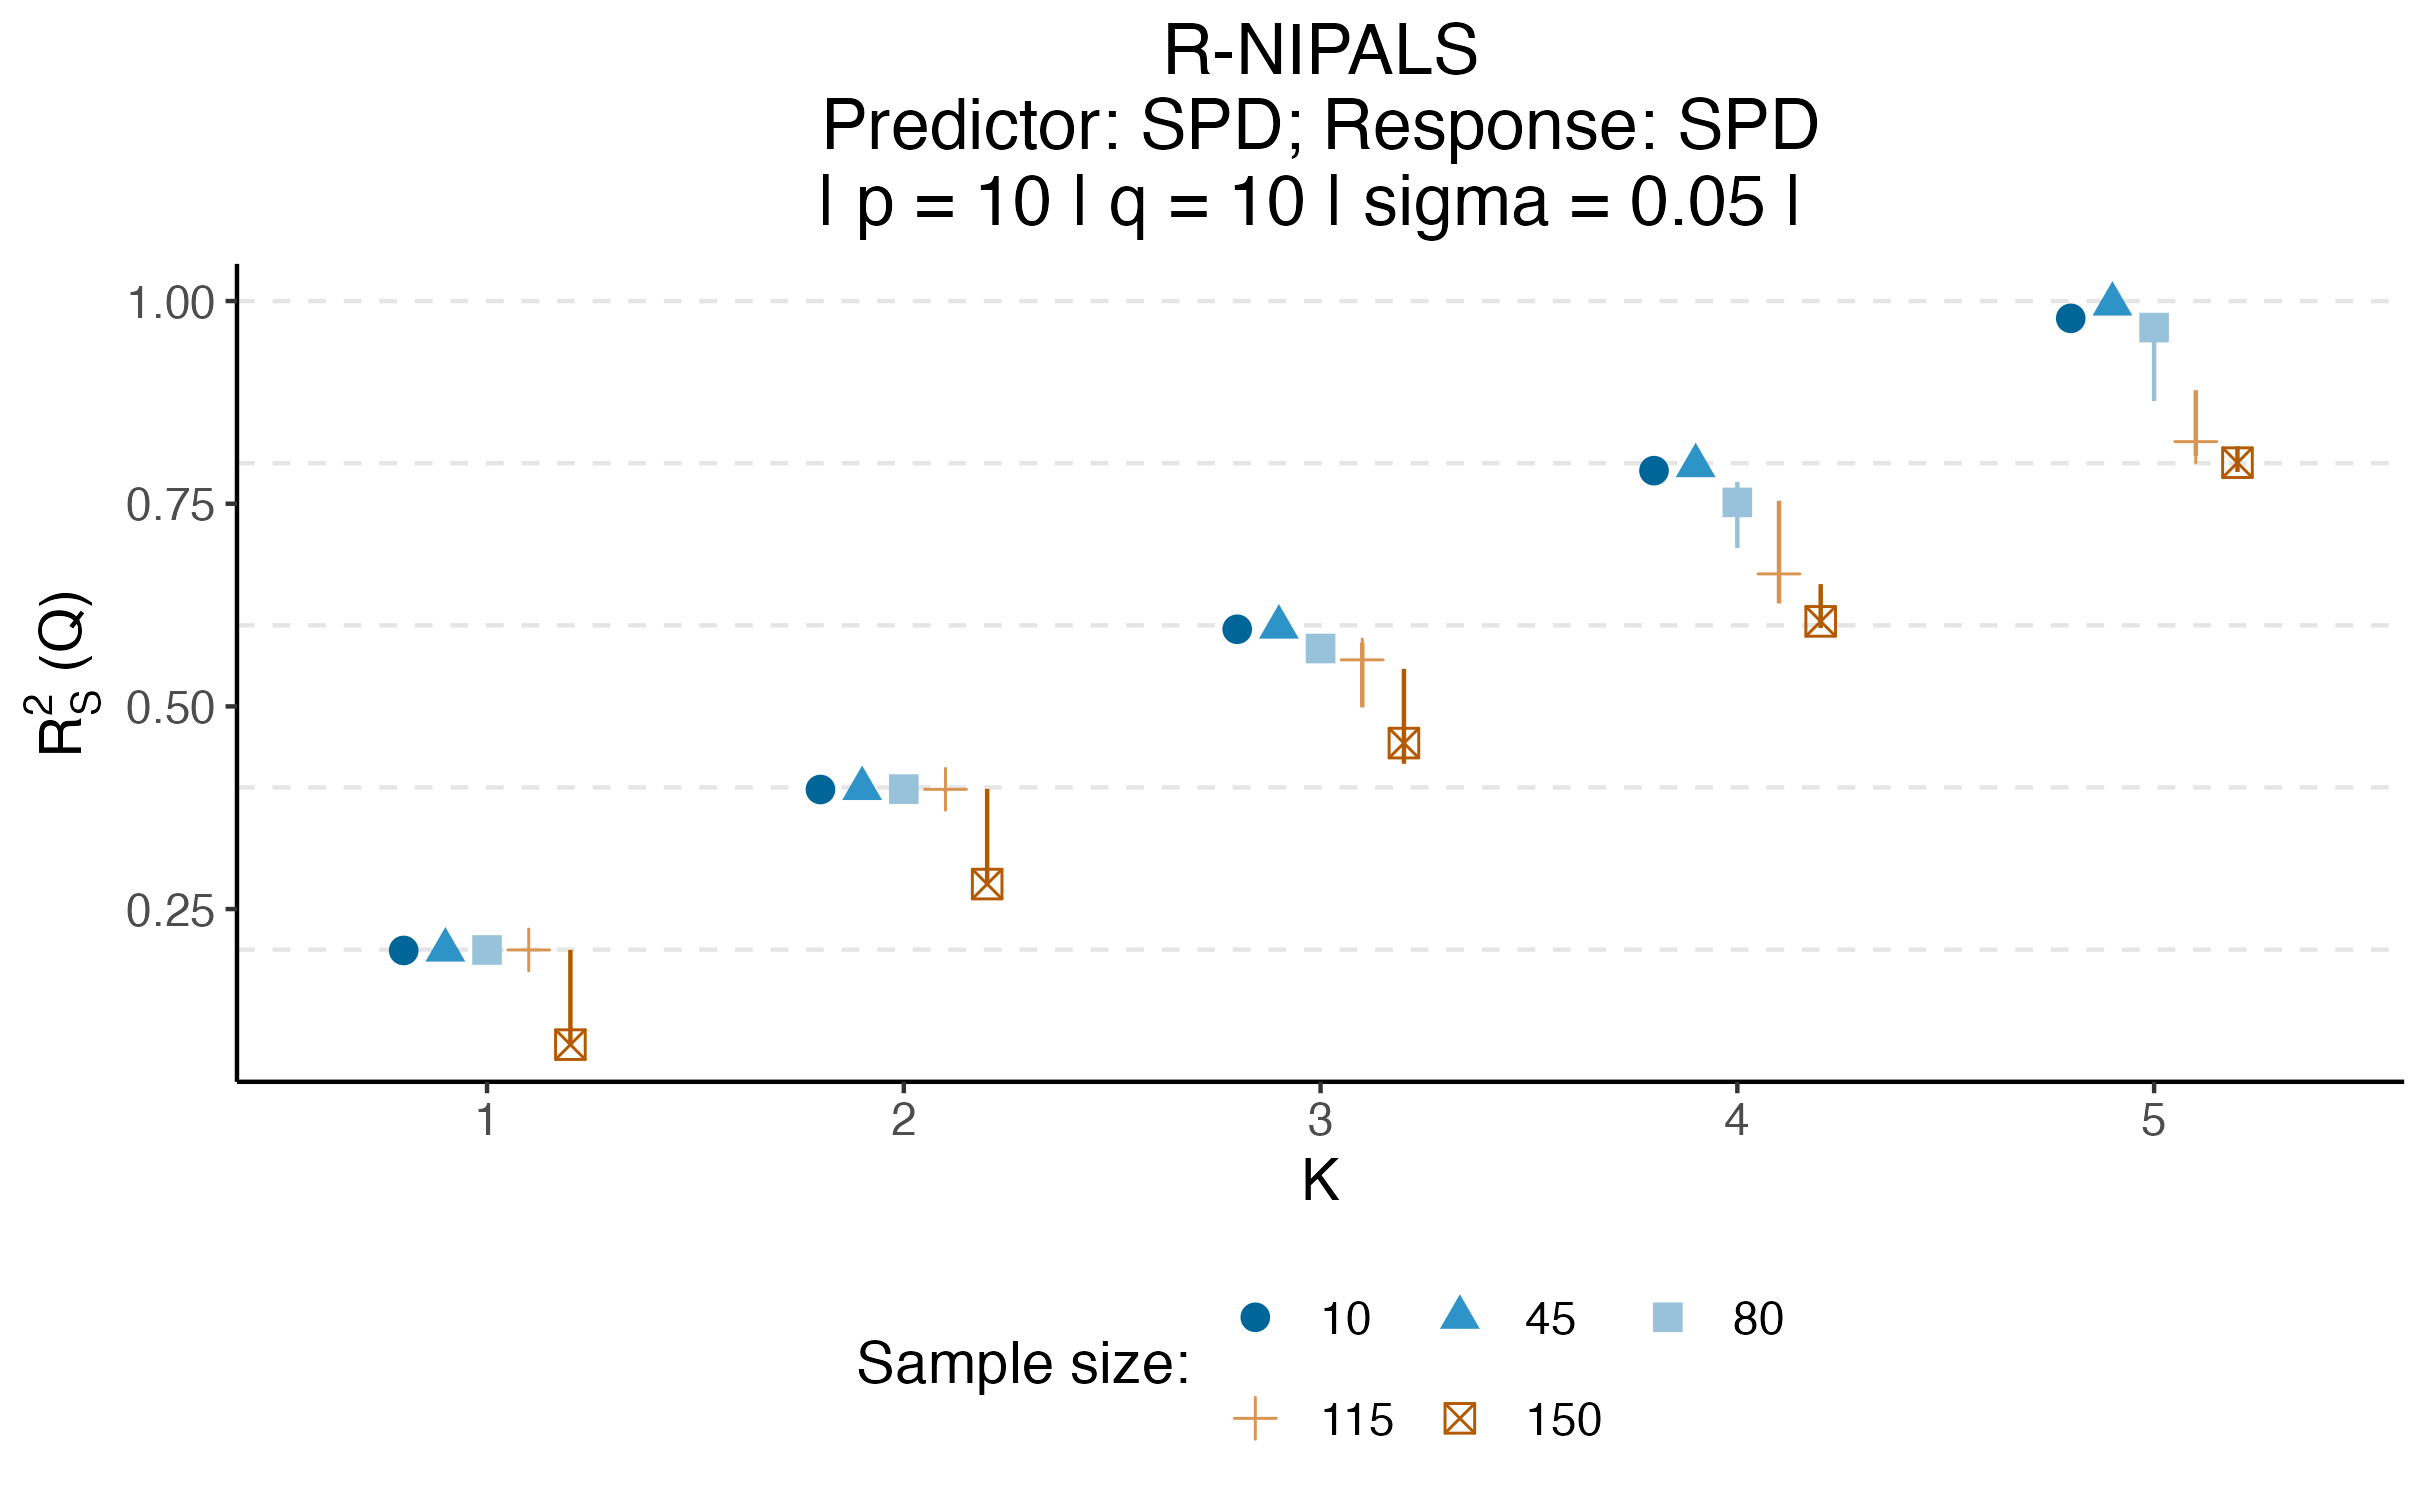 R-NIPALS
Predictor: SPD; Response: SPD
| p = 10 | q = 10 | sigma = 0.05 |
R²S (Q)
1.00
0.75
0.50
0.25
1 2 3 4 5
K
Sample size:
10 45 80
115 150